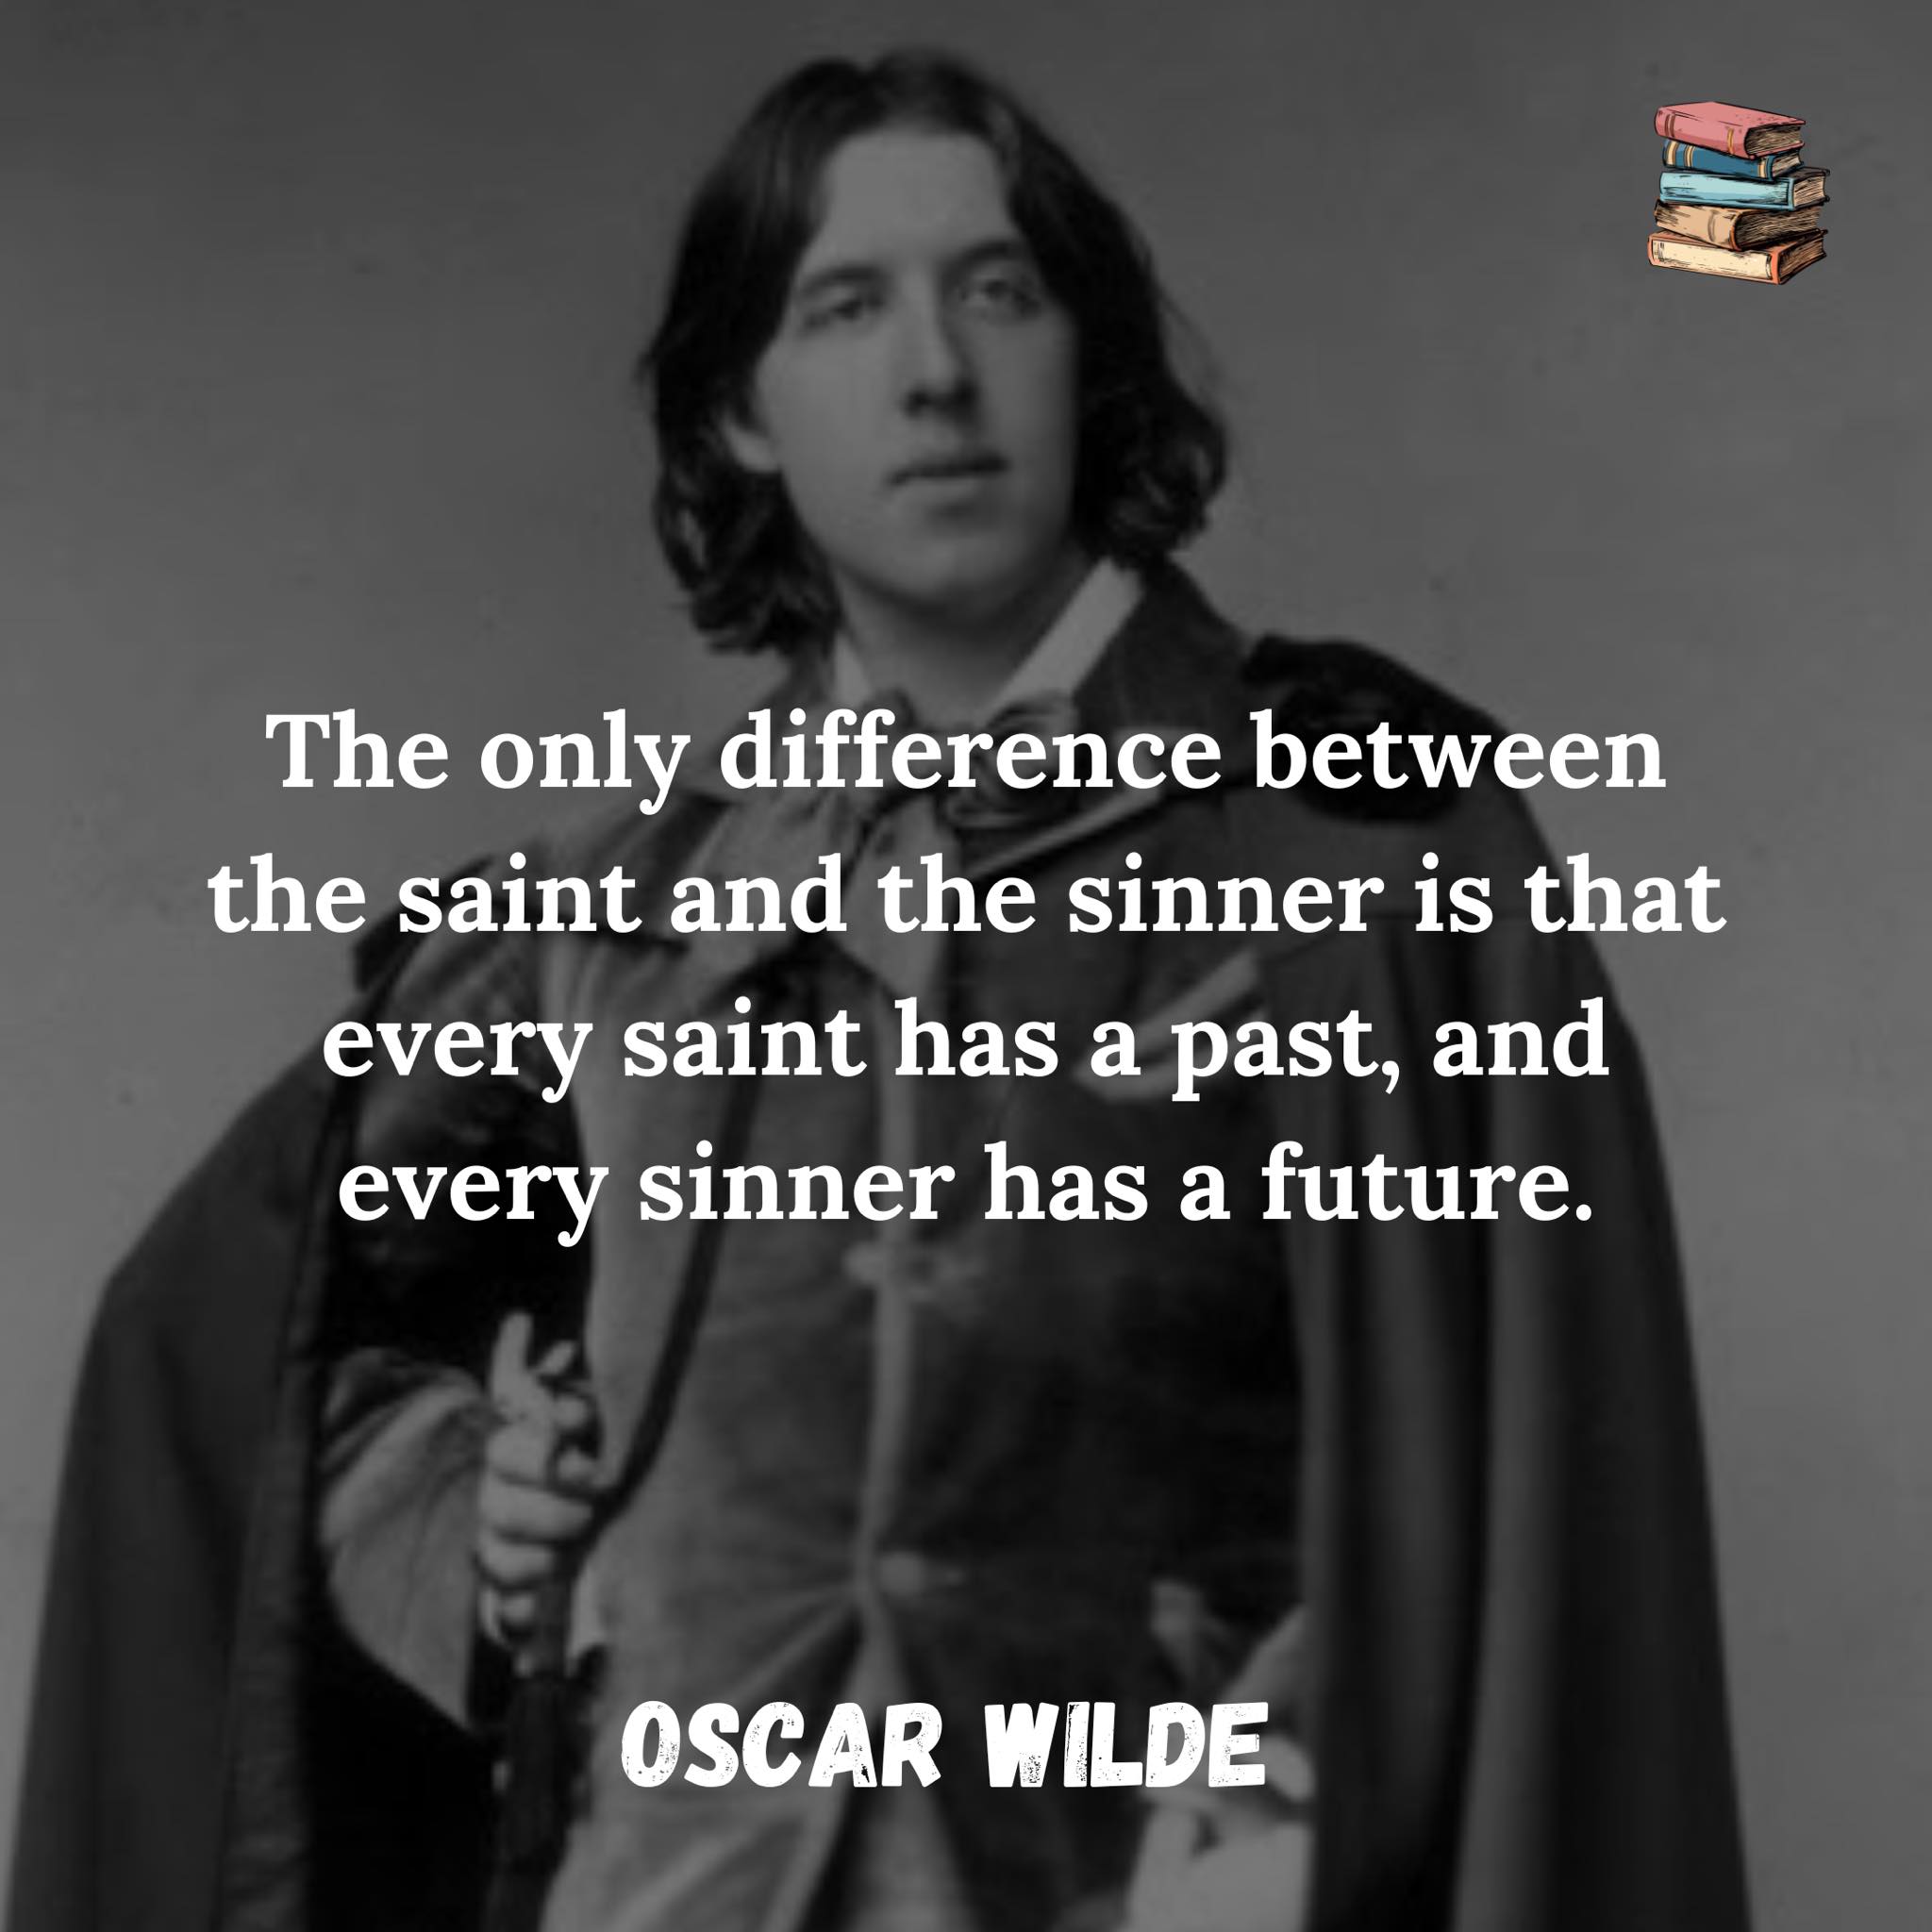 The only difference between
the saint and the sinner is that
every saint has a past, and
every sinner has a future.
OSCAR WILDE